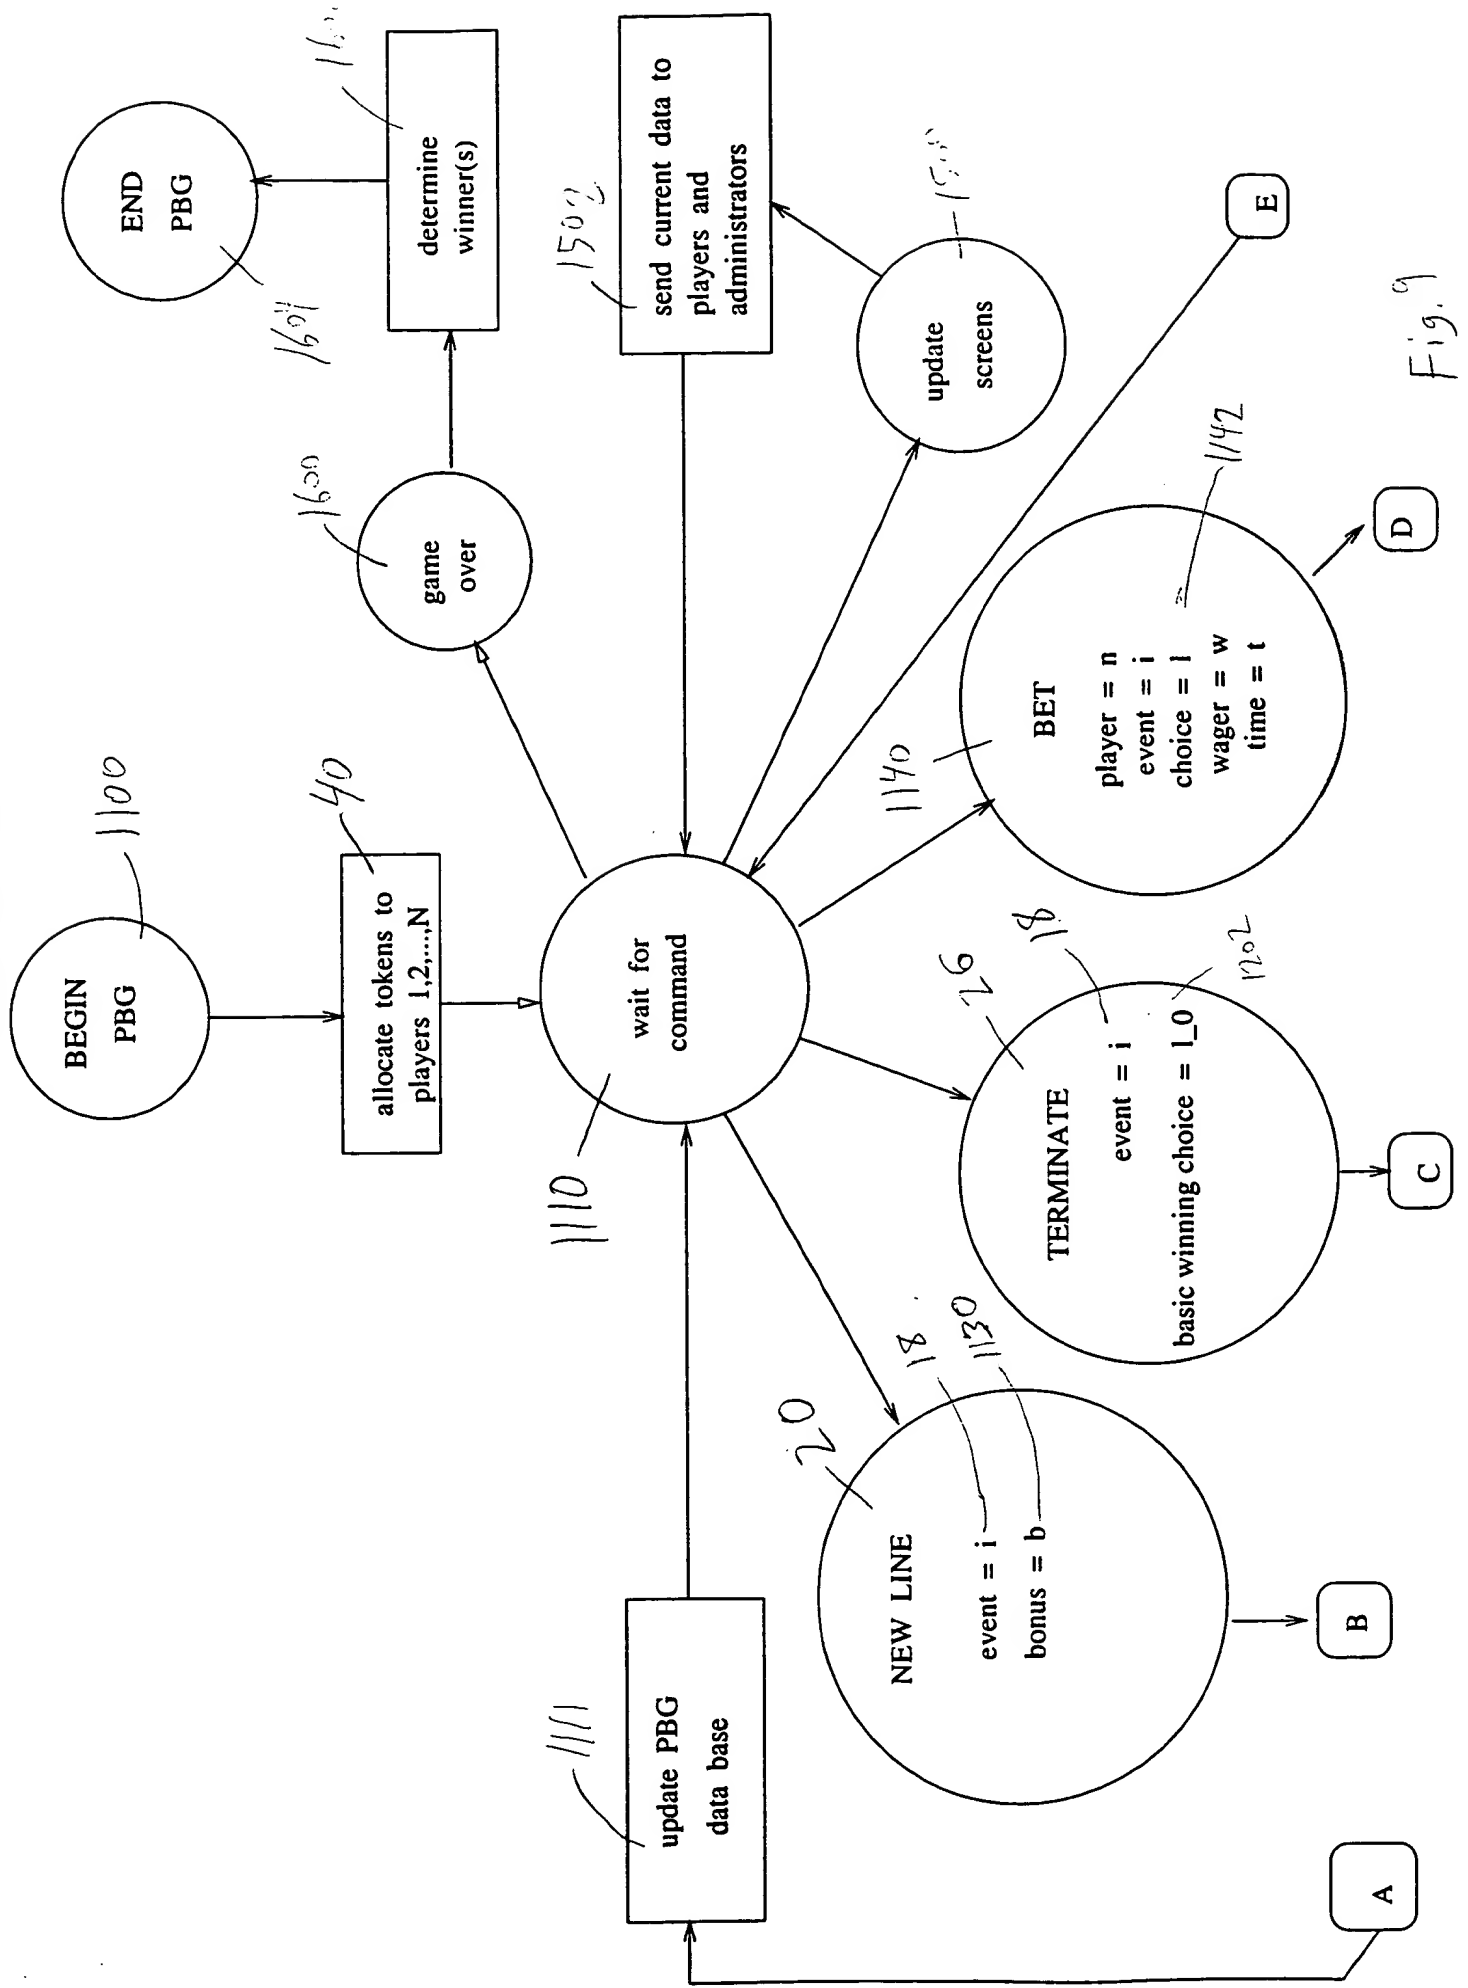 BEGIN
PBG
1100
allocate tokens to
players 1,2,...,N
40
wait for
command
1110
game
over
1600
determine
winner(s)
END
PBG
1604
send current data to
players and
administrators
1502
update
screens
update PBG
data base
1111
NEW LINE
event = i
bonus = b
20
18
1130
TERMINATE
event = i
basic winning choice = l_0
26
18
1202
BET
player = n
event = i
choice = l
wager = w
time = t
1140
1142
A
B
C
D
E
Fig. 9